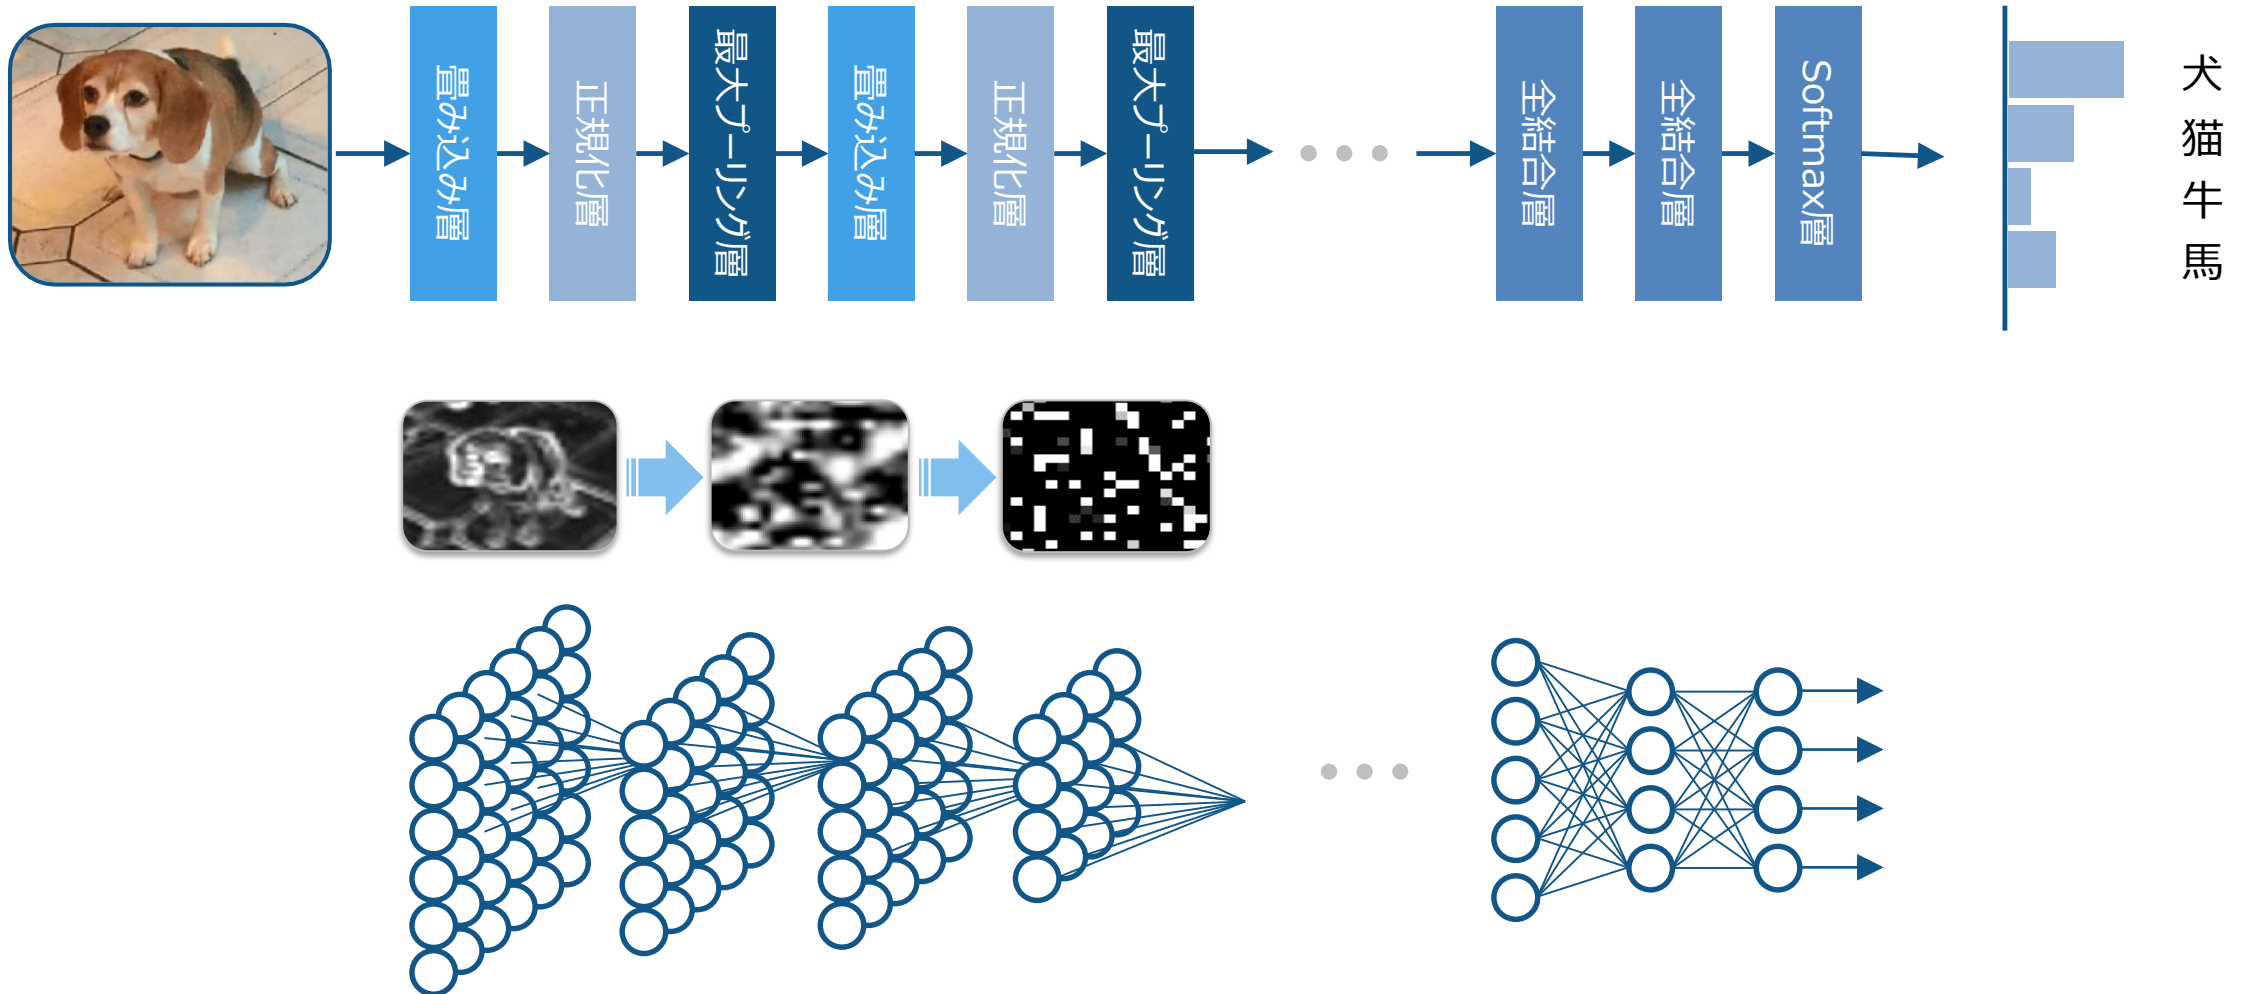 畳み込み層
正規化層
最大プーリング層
畳み込み層
正規化層
最大プーリング層
全結合層
全結合層
Softmax層
犬
猫
牛
馬